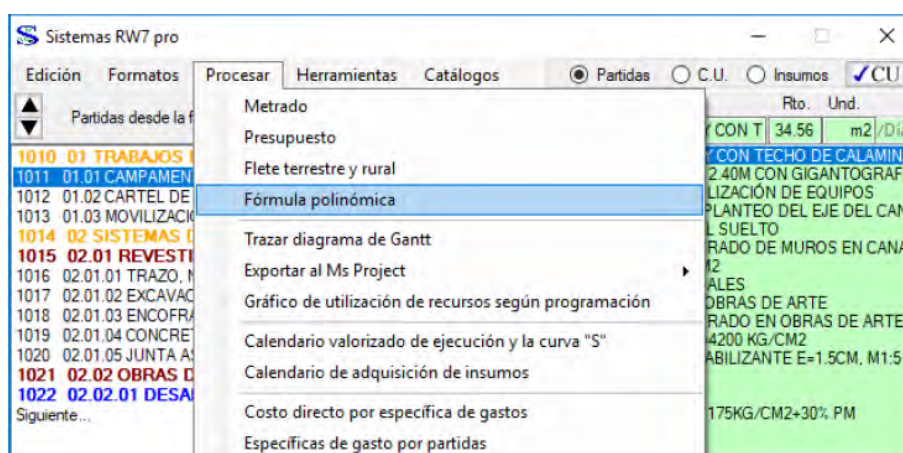 Sistemas RW7 pro
Edición Formatos Procesar Herramientas Catálogos Partidas C.U. Insumos ✓CU
Partidas desde la f
Rto. Und.
Y CON T 34.56 m2 /Día
Metrado
Presupuesto
Flete terrestre y rural
Fórmula polinómica
Trazar diagrama de Gantt
Exportar al Ms Project
Gráfico de utilización de recursos según programación
Calendario valorizado de ejecución y la curva "S"
Calendario de adquisición de insumos
Costo directo por específica de gastos
Específicas de gasto por partidas
1010 01 TRABAJOS
1011 01.01 CAMPAMEN
1012 01.02 CARTEL DE
1013 01.03 MOVILIZACI
1014 02 SISTEMAS
1015 02.01 REVESTI
1016 02.01.01 TRAZO,
1017 02.01.02 EXCAVAC
1018 02.01.03 ENCOFRA
1019 02.01.04 CONCRE
1020 02.01.05 JUNTA A
1021 02.02 OBRAS D
1022 02.02.01 DESA
Siguiente...
Y CON TECHO DE CALAMIN
2.40M CON GIGANTOGRAF
LIZACIÓN DE EQUIPOS
PLANTEO DEL EJE DEL CAN
L SUELTO
RADO DE MUROS EN CANA
M2
ALES
OBRAS DE ARTE
RADO EN OBRAS DE ARTE
4200 KG/CM2
ABILIZANTE E=1.5CM, M1:5
175KG/CM2+30% PM